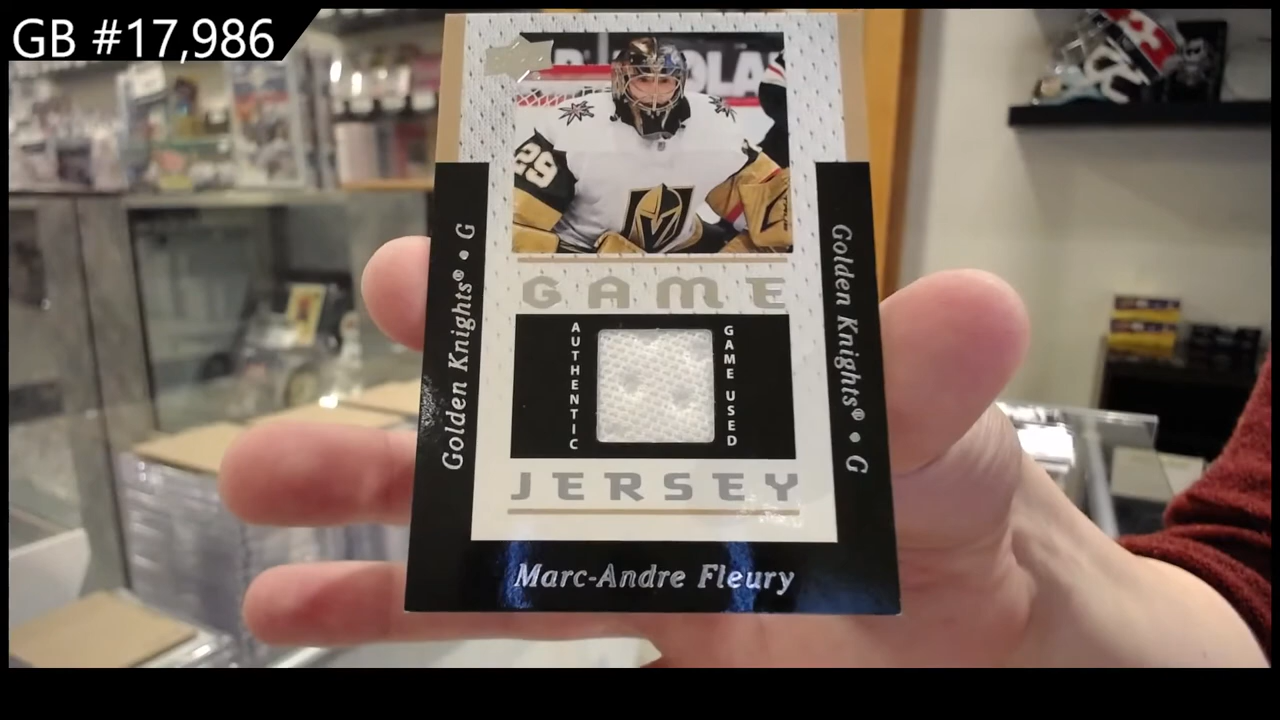 GB #17,986
29
Golden Knights® • G
Golden Knights® • G
GAME
AUTHENTIC
GAME USED
JERSEY
Marc-Andre Fleury